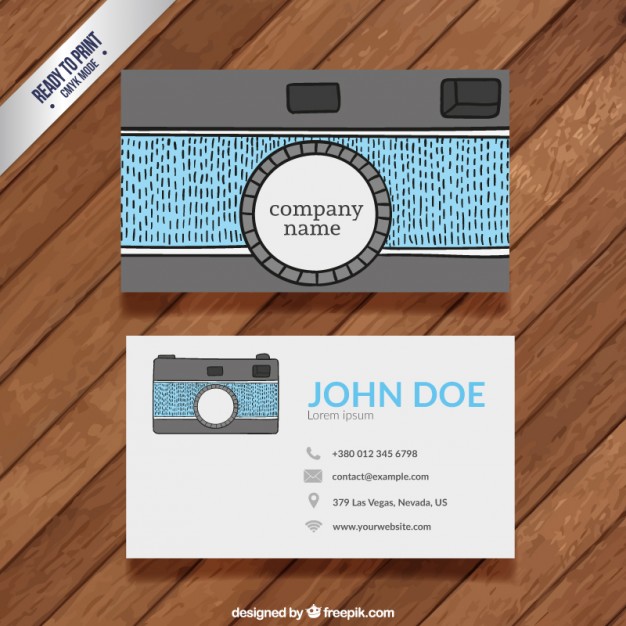 READY TO PRINT
CMYK MODE
company
name
JOHN DOE
Lorem ipsum
+380 012 345 6798
contact@example.com
379 Las Vegas, Nevada, US
www.yourwebsite.com
designed by freepik.com